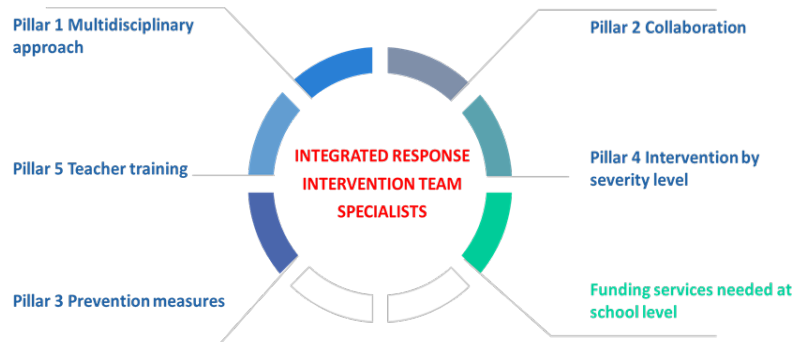 Pillar 1 Multidisciplinary
approach
Pillar 2 Collaboration
INTEGRATED RESPONSE
INTERVENTION TEAM
SPECIALISTS
Pillar 5 Teacher training
Pillar 4 Intervention by
severity level
Pillar 3 Prevention measures
Funding services needed at
school level